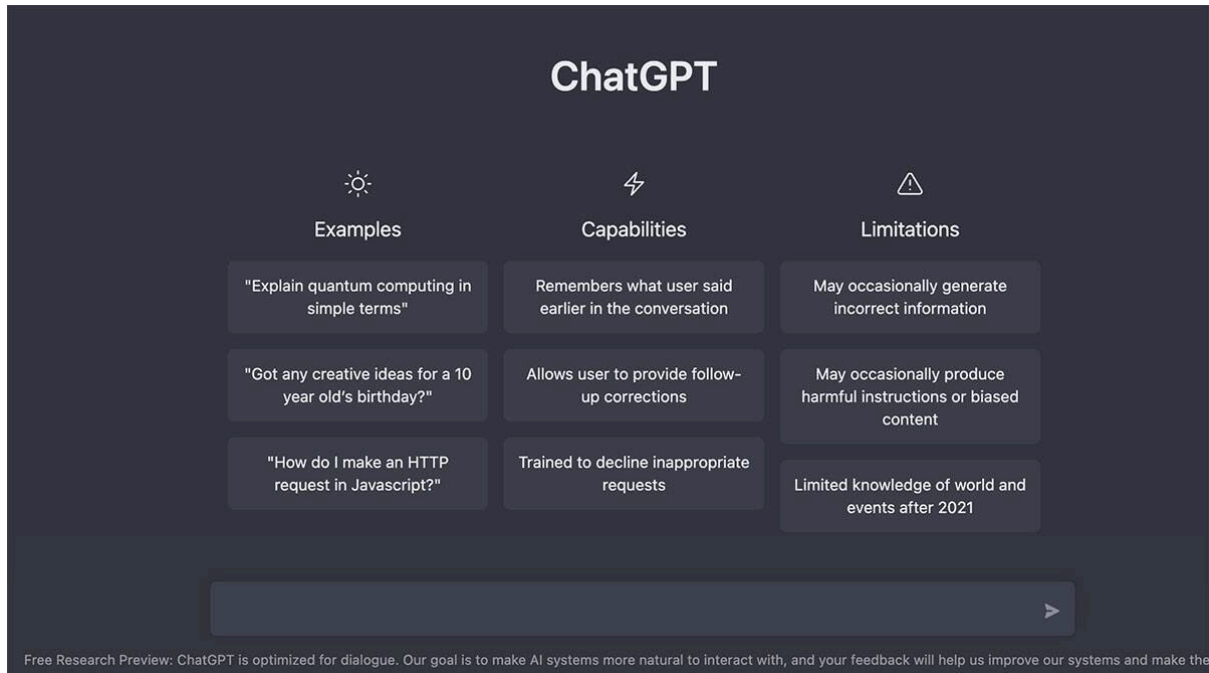 ChatGPT
Examples
"Explain quantum computing in
simple terms"
"Got any creative ideas for a 10
year old's birthday?"
"How do I make an HTTP
request in Javascript?"
Capabilities
Remembers what user said
earlier in the conversation
Allows user to provide follow-
up corrections
Trained to decline inappropriate
requests
Limitations
May occasionally generate
incorrect information
May occasionally produce
harmful instructions or biased
content
Limited knowledge of world and
events after 2021
Free Research Preview: ChatGPT is optimized for dialogue. Our goal is to make AI systems more natural to interact with, and your feedback will help us improve our systems and make the